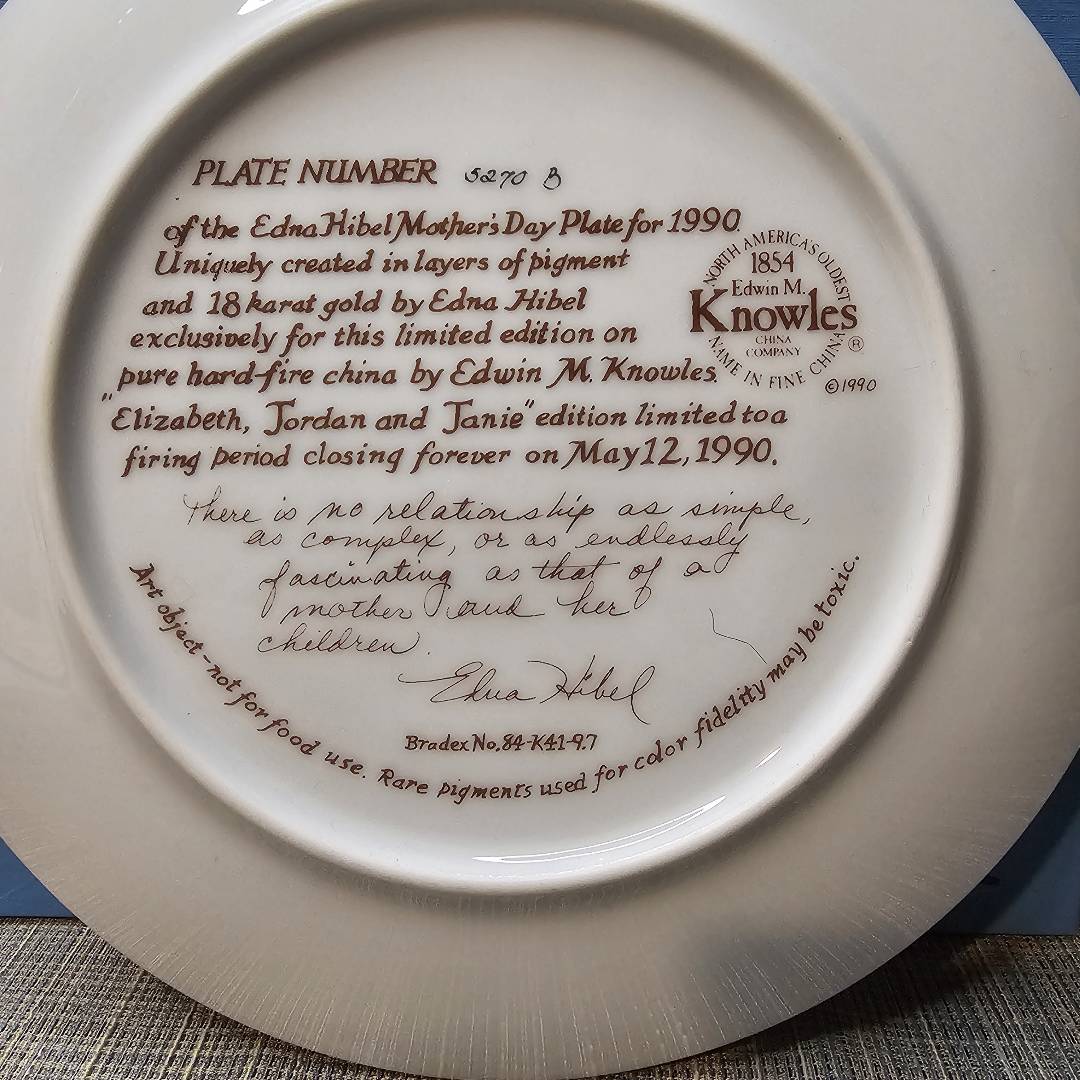 PLATE NUMBER 5270 B
of the Edna Hibel Mother's Day Plate for 1990.
Uniquely created in layers of pigment
and 18 karat gold by Edna Hibel
exclusively for this limited edition on
pure hard-fire china by Edwin M. Knowles.
"Elizabeth, Jordan and Janie" edition limited to a
firing period closing forever on May 12, 1990.
NORTH AMERICA'S OLDEST
1854
Edwin M.
Knowles
CHINA
COMPANY
®
NAME IN FINE CHINA
©1990
There is no relationship as simple,
as complex, or as endlessly
fascinating as that of a
mother and her
children.
Edna Hibel
Bradex No. 84-K41-9.7
Art object - not for food use. Rare pigments used for color fidelity may be toxic.